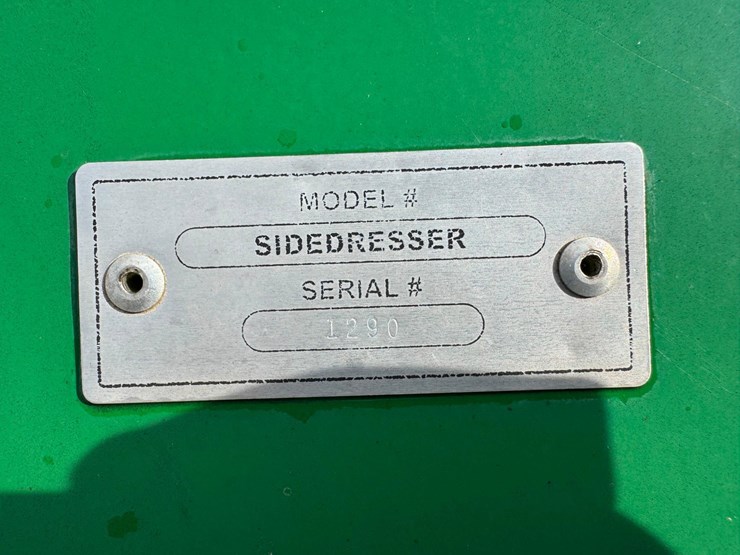 MODEL #
SIDEDRESSER
SERIAL #
1290